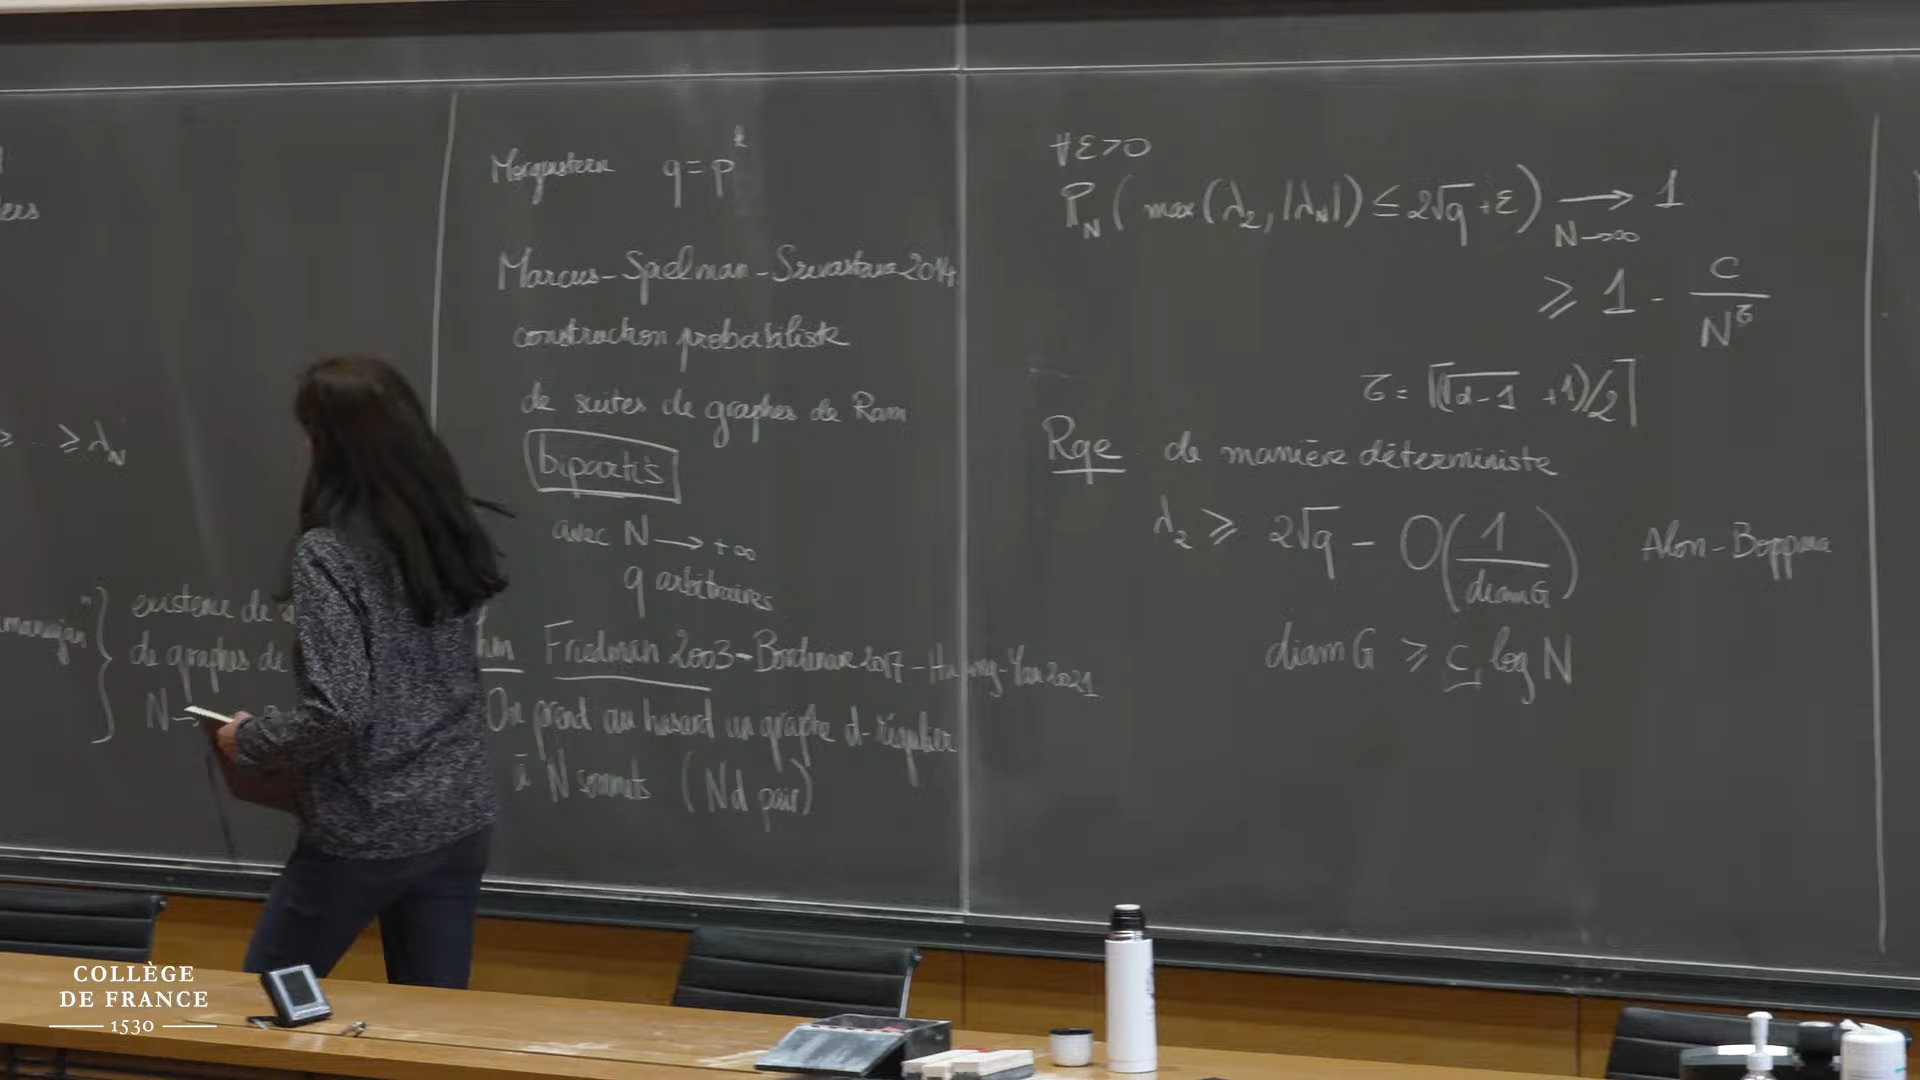 ≥ .. ≥ λ_N
existence de
de graphes de
N →
Morgenstern q = p^k
Marcus - Spielman - Srivastava 2014
construction probabiliste
de suites de graphes de Ram
biparti's
avec N → +∞
q arbitraires
hm Friedman 2003 - Bordenave 2017 - Huang - Yau 2021
On prend au hasard un graphe d-régulier
à N sommets (Nd pair)
∀ε>0
P_N ( max(λ_2, |λ_N|) ≤ 2√q + ε) → 1
N→∞
≥ 1 - C / N^τ
τ = ⌈(√(d-1) + 1)/2⌉
Rqe de manière déterministe
λ_2 ≥ 2√q - O(1 / diam G) Alon - Boppana
diam G ≥ C log N
COLLÈGE
DE FRANCE
1530